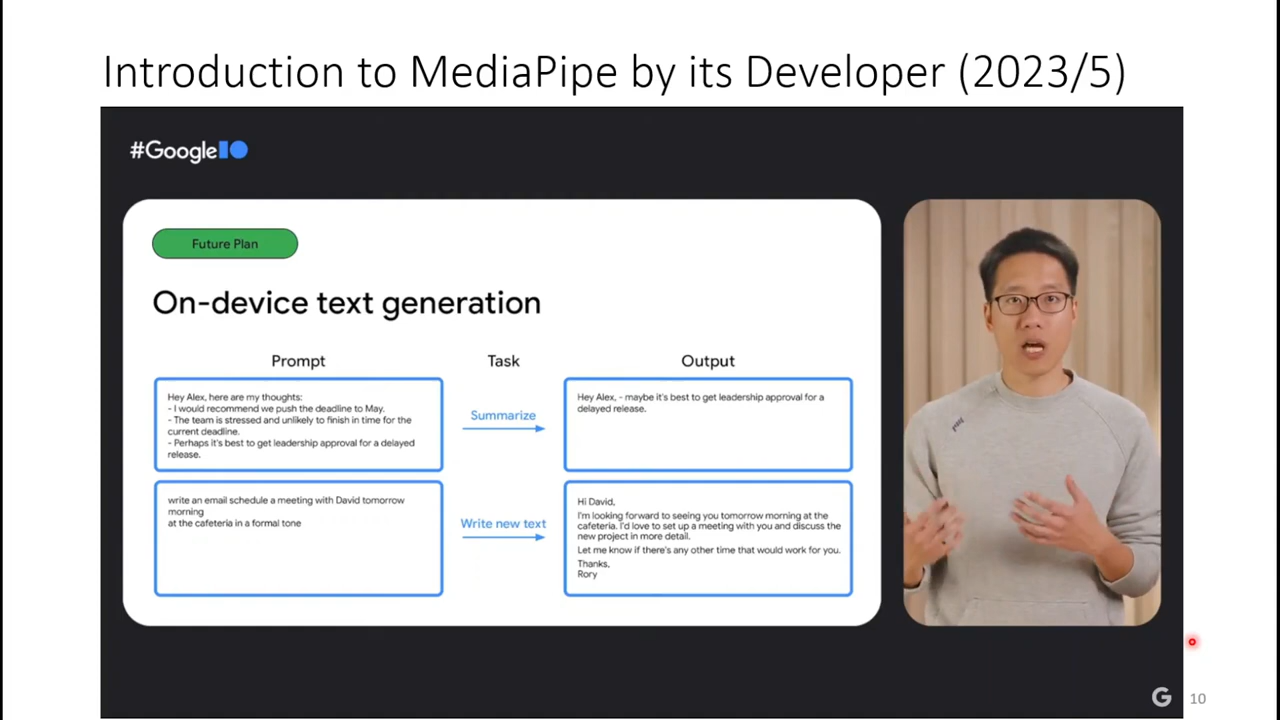 Introduction to MediaPipe by its Developer (2023/5)
#GoogleIO
Future Plan
On-device text generation
Prompt
Task
Output
Hey Alex, here are my thoughts:
- I would recommend we push the deadline to May.
- The team is stressed and unlikely to finish in time for the
current deadline.
- Perhaps it's best to get leadership approval for a delayed
release.
Summarize
Hey Alex, - maybe it's best to get leadership approval for a
delayed release.
write an email schedule a meeting with David tomorrow
morning
at the cafeteria in a formal tone
Write new text
Hi David,
I'm looking forward to seeing you tomorrow morning at the
cafeteria. I'd love to set up a meeting with you and discuss the
new project in more detail.
Let me know if there's any other time that would work for you.
Thanks,
Rory
G
10